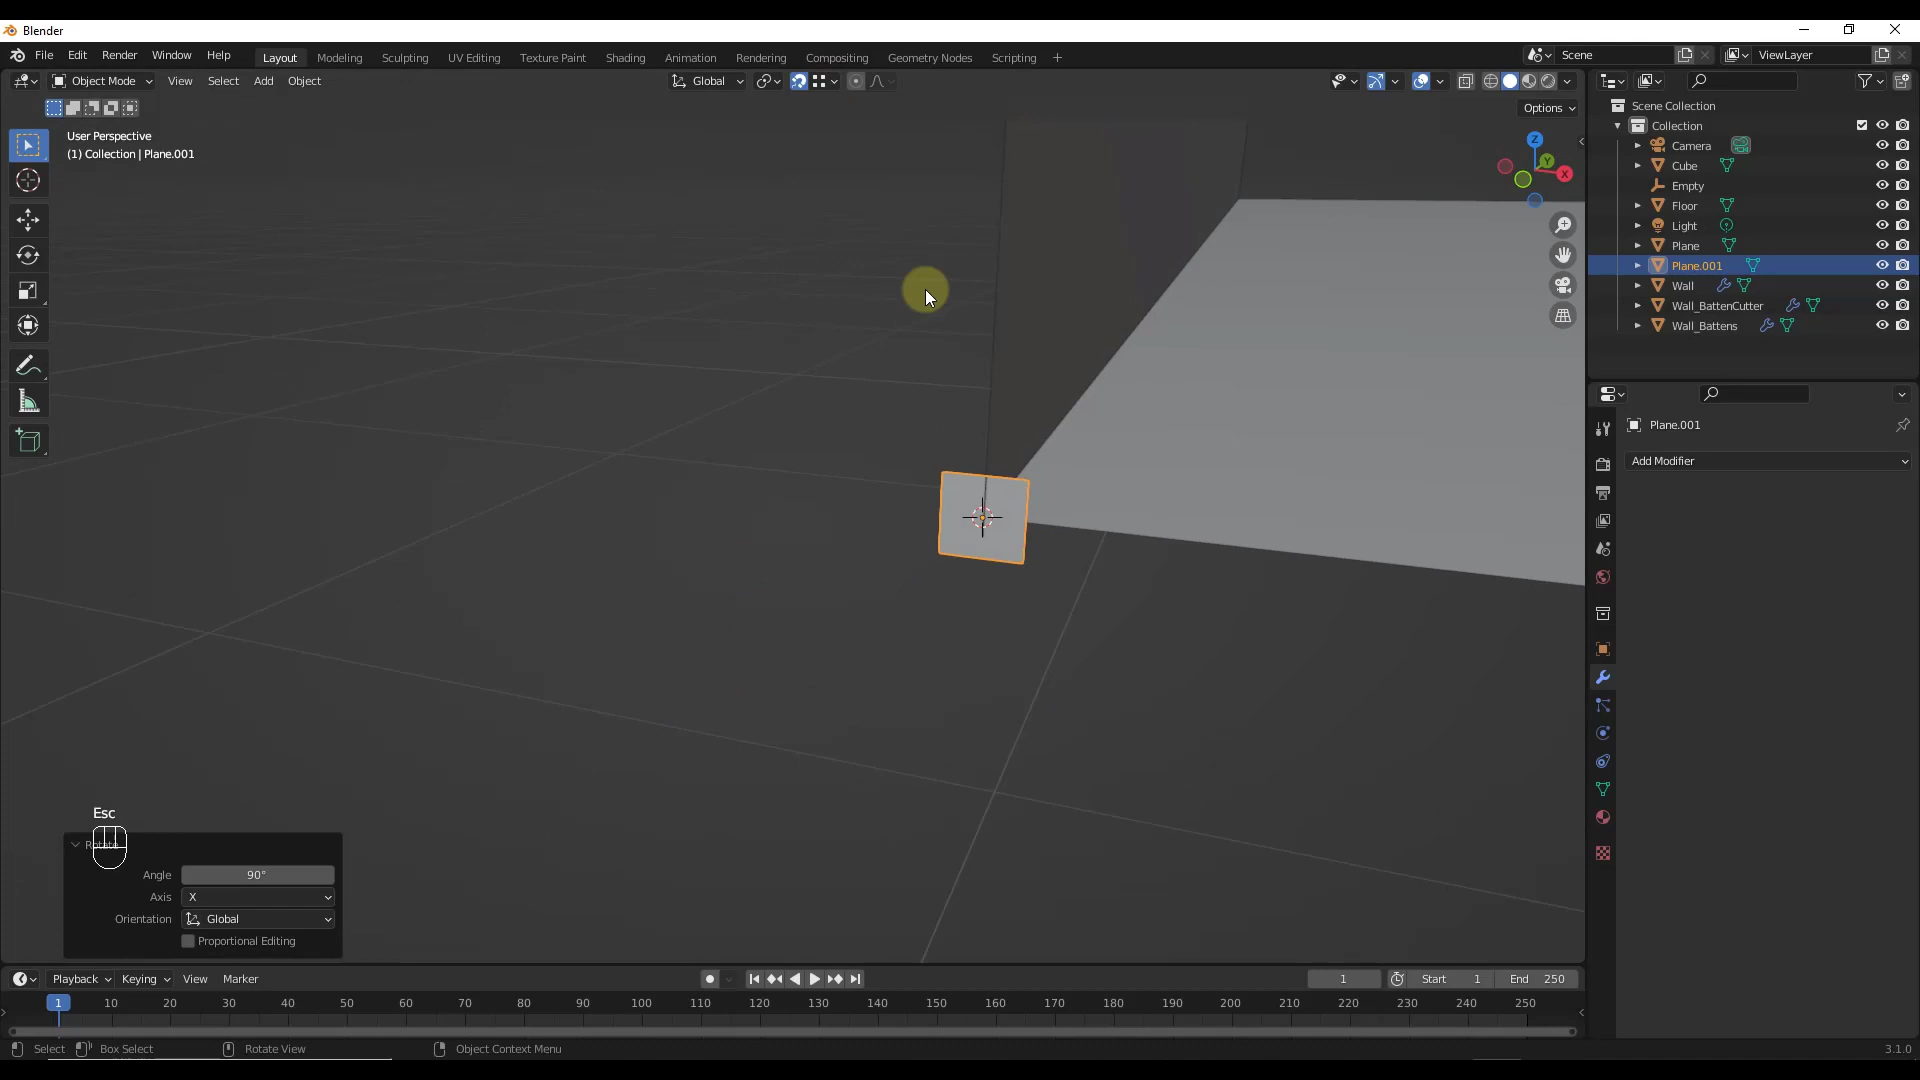 Blender
File Edit Render Window Help
Layout Modeling Sculpting UV Editing Texture Paint Shading Animation Rendering Compositing Geometry Nodes Scripting +
Scene
ViewLayer
Object Mode View Select Add Object
Global
Options
User Perspective
(1) Collection | Plane.001
Z
Y
X
Scene Collection
Collection
Camera
Cube
Empty
Floor
Light
Plane
Plane.001
Wall
Wall_BattenCutter
Wall_Battens
Plane.001
Add Modifier
Esc
Angle 90°
Axis X
Orientation Global
Proportional Editing
Playback Keying View Marker
1
Start 1
End 250
1 10 20 30 40 50 60 70 80 90 100 110 120 130 140 150 160 170 180 190 200 210 220 230 240 250
Select Box Select Rotate View Object Context Menu
3.1.0